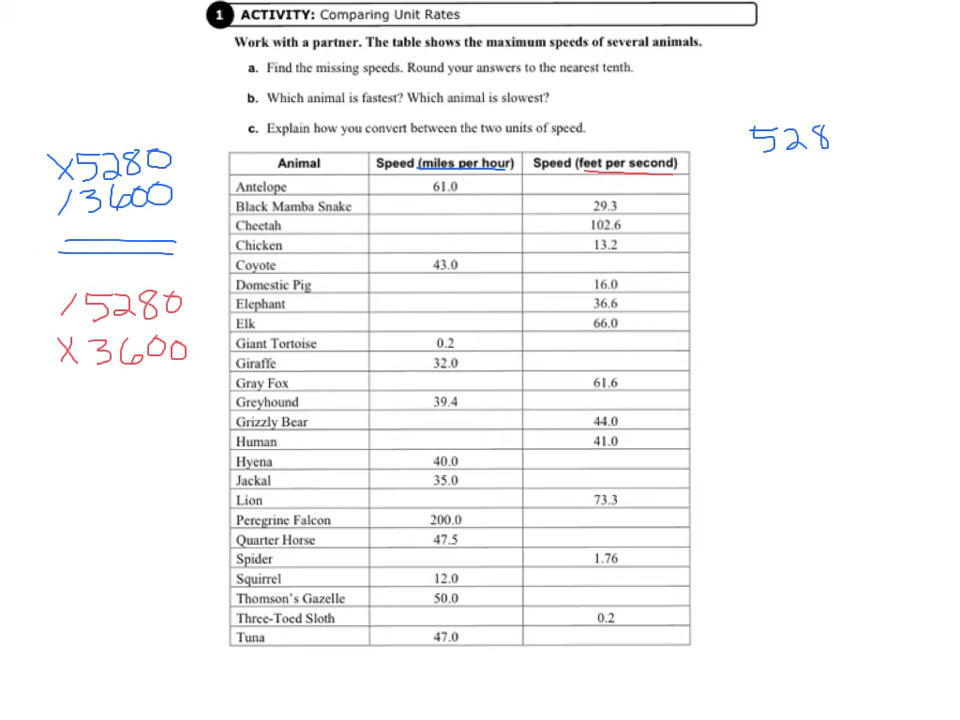 1 ACTIVITY: Comparing Unit Rates
Work with a partner. The table shows the maximum speeds of several animals.
a. Find the missing speeds. Round your answers to the nearest tenth.
b. Which animal is fastest? Which animal is slowest?
c. Explain how you convert between the two units of speed.
528
x5280
/3600
/5280
x3600
Animal Speed (miles per hour) Speed (feet per second)
Antelope 61.0
Black Mamba Snake 29.3
Cheetah 102.6
Chicken 13.2
Coyote 43.0
Domestic Pig 16.0
Elephant 36.6
Elk 66.0
Giant Tortoise 0.2
Giraffe 32.0
Gray Fox 61.6
Greyhound 39.4
Grizzly Bear 44.0
Human 41.0
Hyena 40.0
Jackal 35.0
Lion 73.3
Peregrine Falcon 200.0
Quarter Horse 47.5
Spider 1.76
Squirrel 12.0
Thomson's Gazelle 50.0
Three-Toed Sloth 0.2
Tuna 47.0